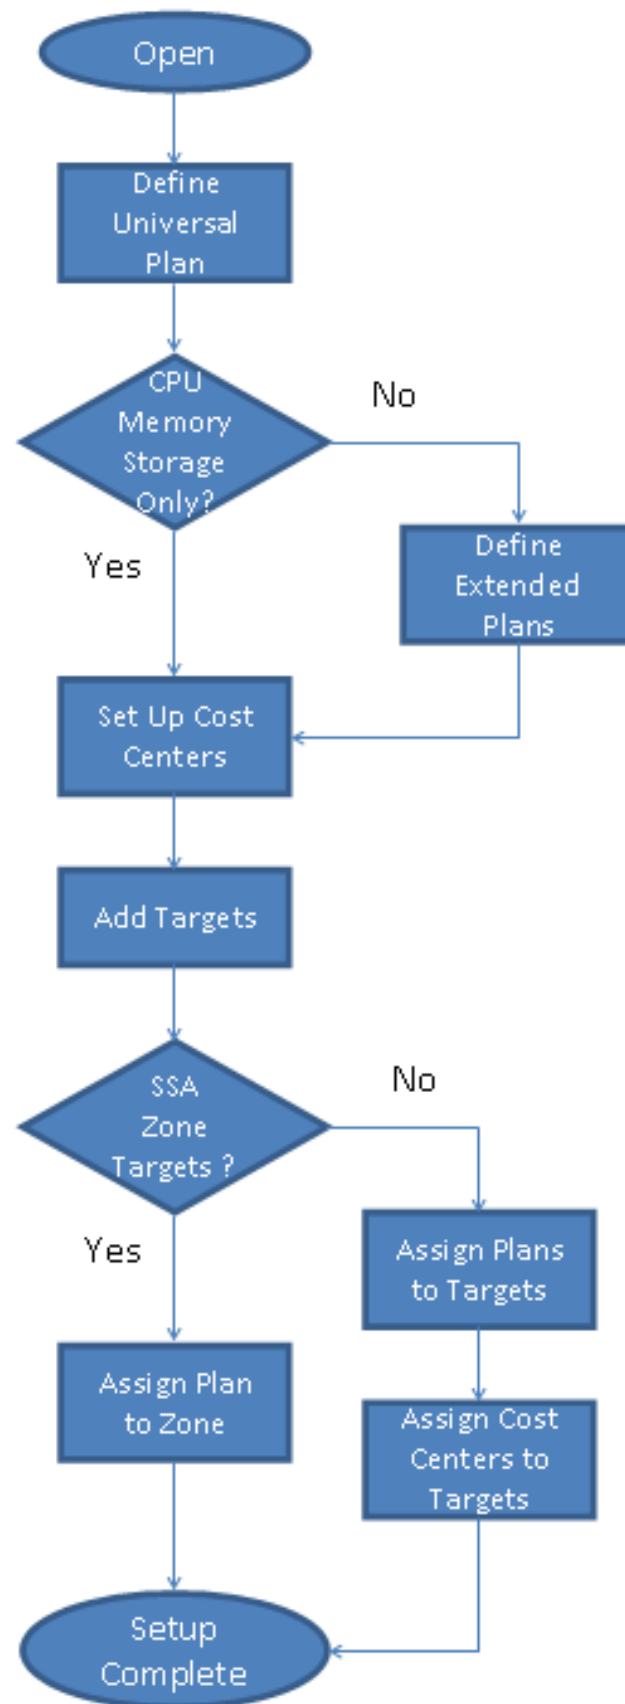 Open
Define
Universal
Plan
CPU
Memory
Storage
Only?
No
Yes
Define
Extended
Plans
Set Up Cost
Centers
Add Targets
SSA
Zone
Targets ?
No
Yes
Assign Plans
to Targets
Assign Plan
to Zone
Assign Cost
Centers to
Targets
Setup
Complete